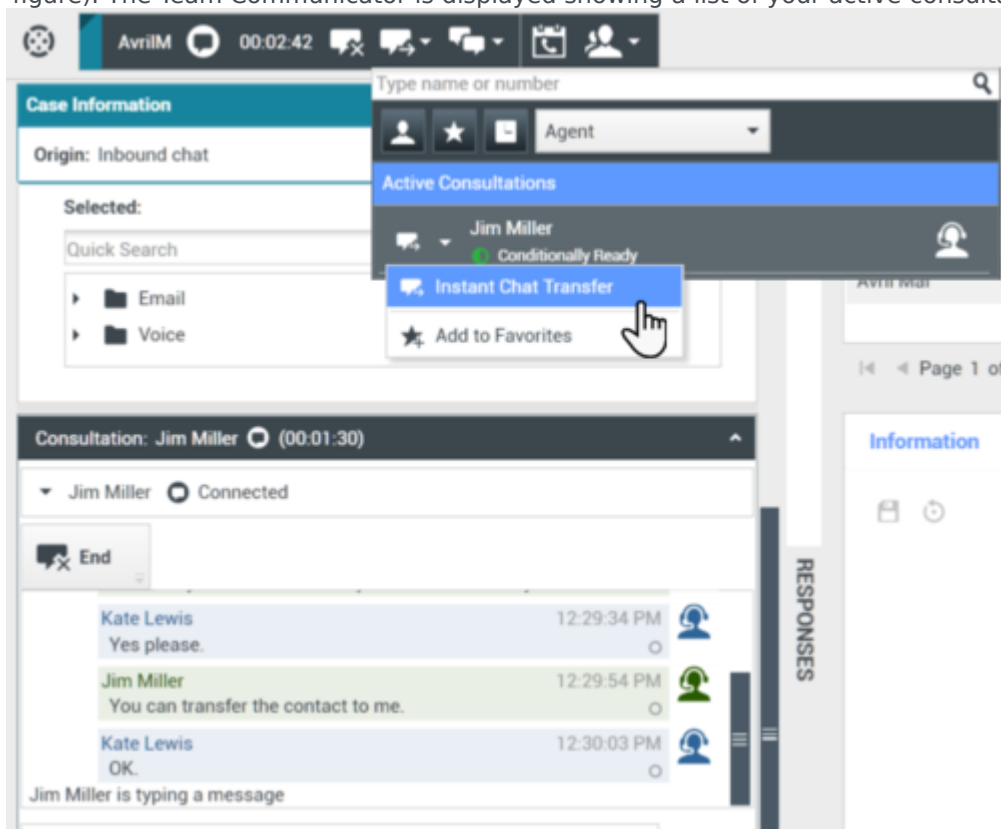 figure). The Team Communicator is displayed showing a list of your active consulta
AvrilM 00:02:42
Type name or number
Case Information
Agent
Origin: Inbound chat
Active Consultations
Selected:
Jim Miller
Quick Search
Conditionally Ready
Instant Chat Transfer
Email
Avril Mai
Voice
Add to Favorites
Page 1 of
Consultation: Jim Miller (00:01:30)
Information
Jim Miller Connected
End
RESPONSES
Kate Lewis 12:29:34 PM
Yes please.
Jim Miller 12:29:54 PM
You can transfer the contact to me.
Kate Lewis 12:30:03 PM
OK.
Jim Miller is typing a message